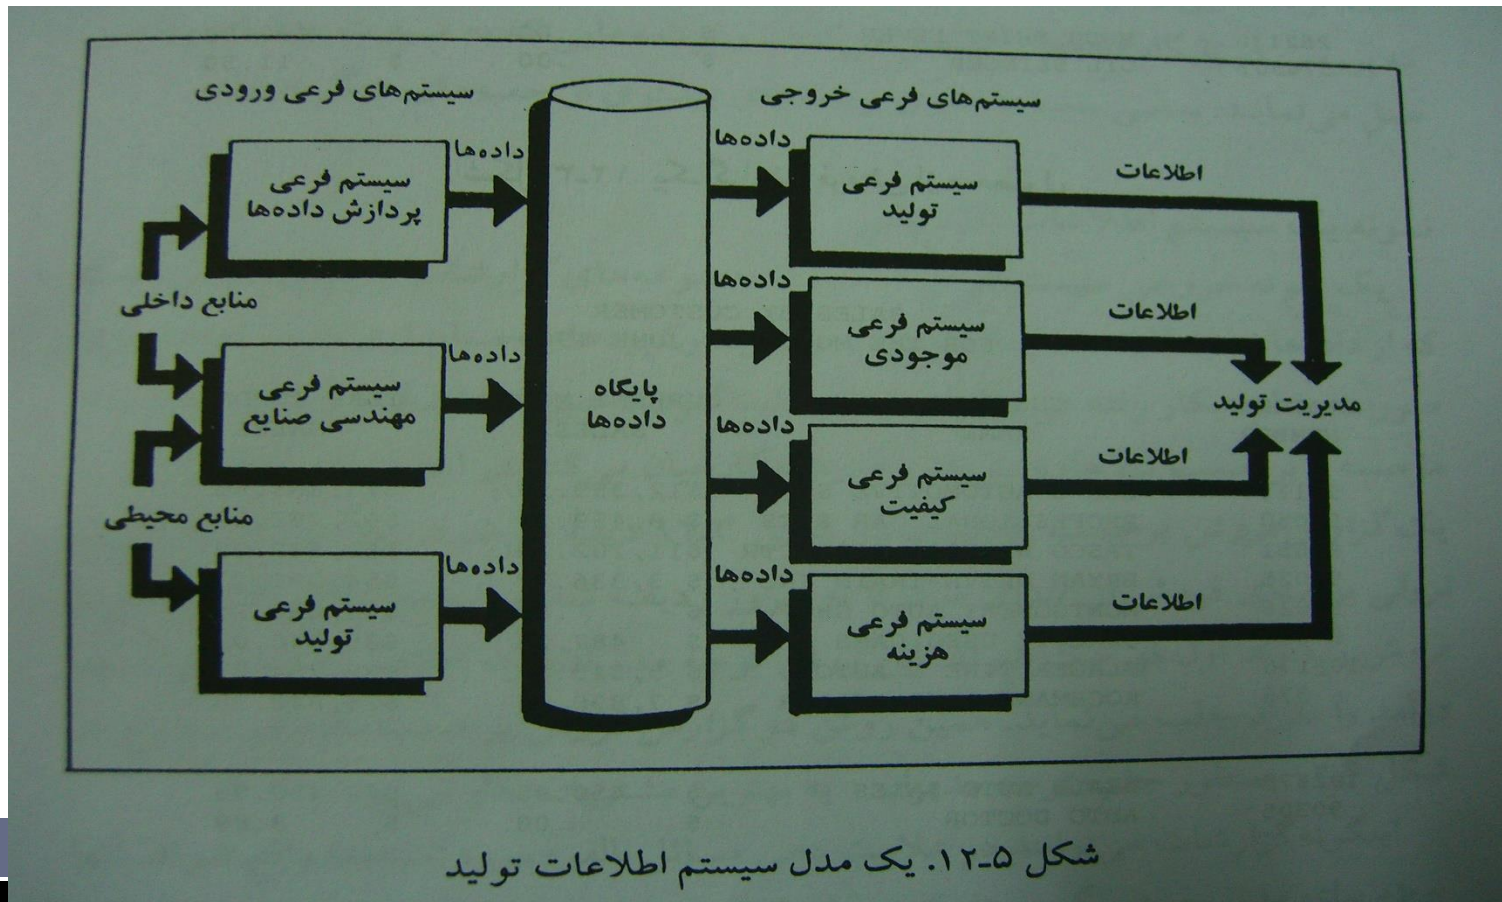 سیستم‌های فرعی ورودی
سیستم‌های فرعی خروجی
سیستم فرعی
پردازش داده‌ها
داده‌ها
منابع داخلی
سیستم فرعی
مهندسی صنایع
داده‌ها
منابع محیطی
سیستم فرعی
تولید
داده‌ها
پایگاه
داده‌ها
داده‌ها
سیستم فرعی
تولید
اطلاعات
داده‌ها
سیستم فرعی
موجودی
اطلاعات
مدیریت تولید
داده‌ها
سیستم فرعی
کیفیت
اطلاعات
داده‌ها
سیستم فرعی
هزینه
اطلاعات
شکل ۵-۱۲. یک مدل سیستم اطلاعات تولید